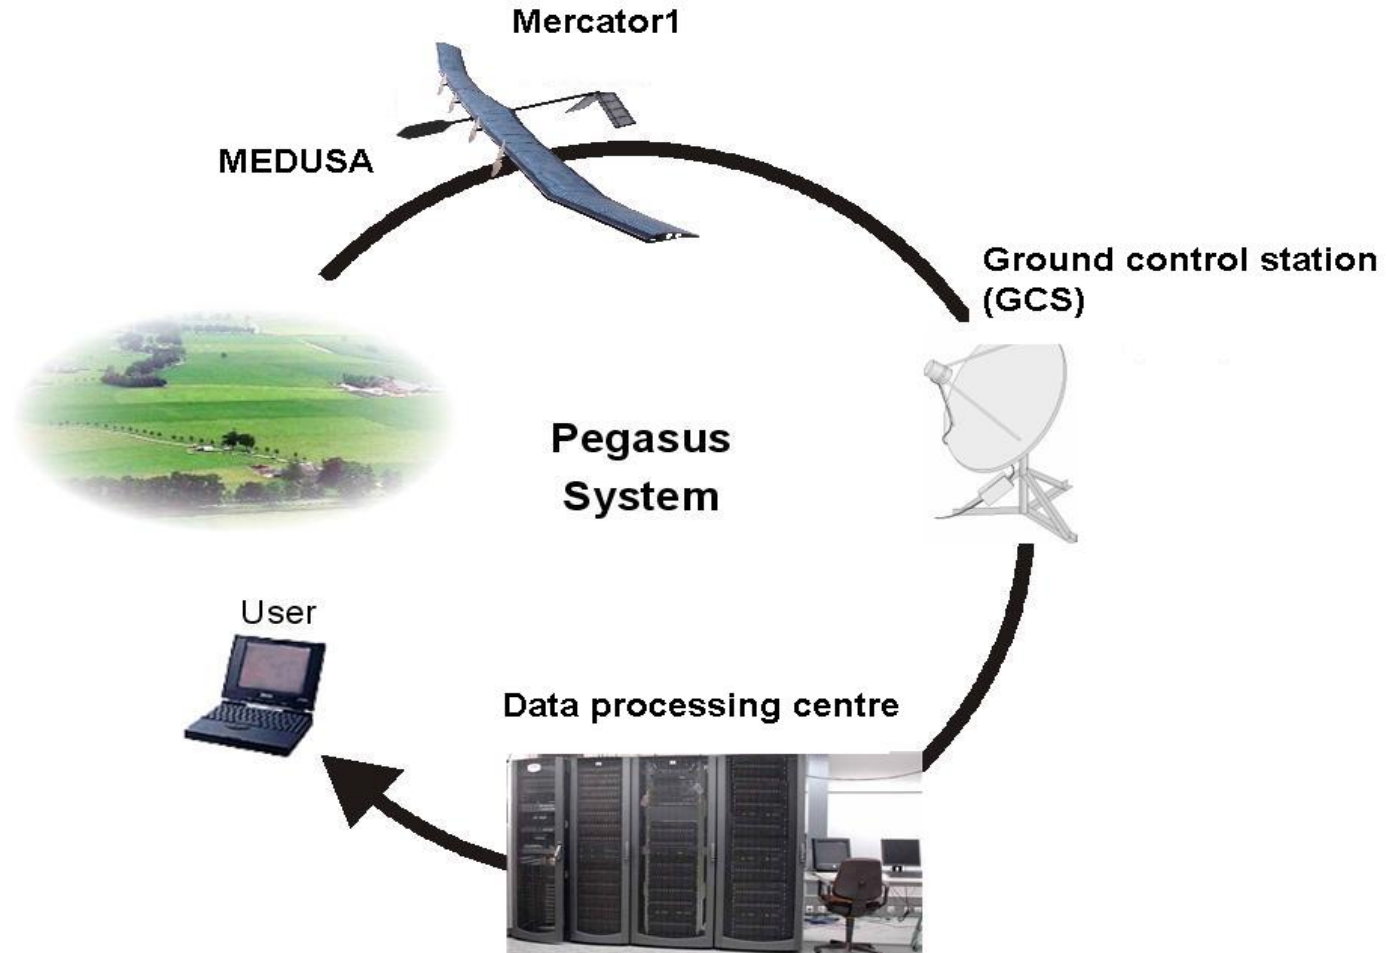 Mercator1
MEDUSA
Ground control station
(GCS)
Pegasus
System
User
Data processing centre